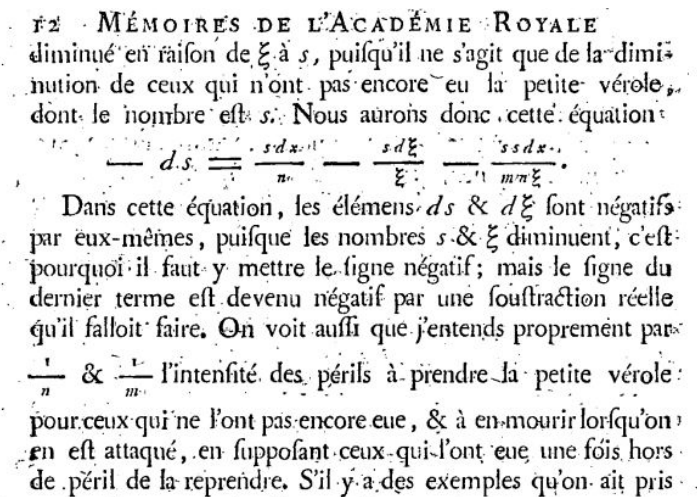 12 MÉMOIRES DE L'ACADÉMIE ROYALE
diminué en raiſon de ξ à s, puiſqu'il ne s'agit que de la dimi-
nution de ceux qui n'ont pas encore eu la petite vérole,
dont le nombre eſt s. Nous aurons donc cette équation
— ds = sdx/n — sdξ/ξ — ssdx/mnξ.
Dans cette équation, les élémens ds & dξ ſont négatifs
par eux-mêmes, puiſque les nombres s & ξ diminuent, c'eſt
pourquoi il faut y mettre le ſigne négatif; mais le ſigne du
dernier terme eſt devenu négatif par une ſouſtraction réelle
qu'il falloit faire. On voit auſſi que j'entends proprement par
1/n & 1/m l'intenſité des périls à prendre la petite vérole
pour ceux qui ne l'ont pas encore eue, & à en mourir lorſqu'on
en eſt attaqué, en ſuppoſant ceux qui l'ont eue une fois hors
de péril de la reprendre. S'il y a des exemples qu'on ait pris